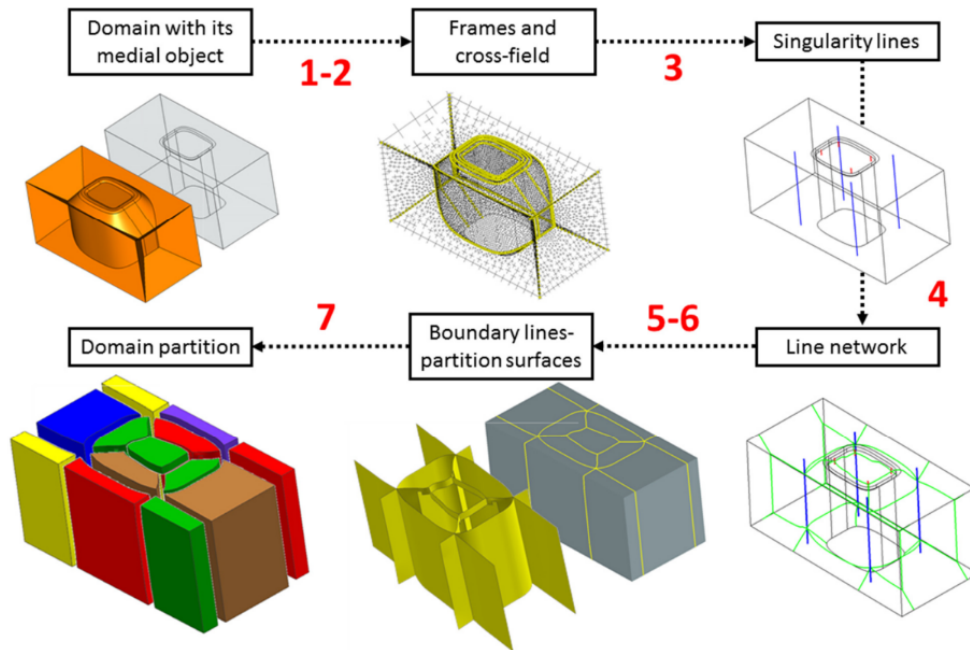 Domain with its
medial object
1-2
Frames and
cross-field
3
Singularity lines
4
Line network
5-6
Boundary lines-
partition surfaces
7
Domain partition